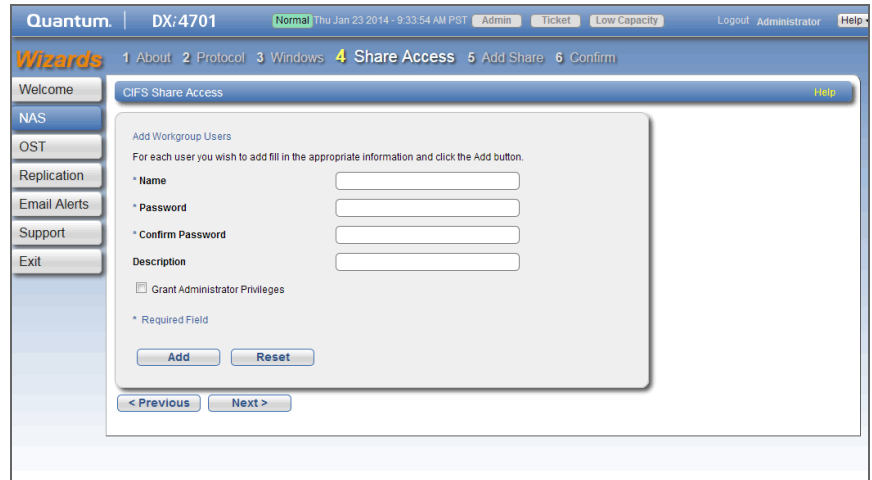 Quantum. DXi4701 Normal Thu Jan 23 2014 - 9:33:54 AM PST Admin Ticket Low Capacity Logout Administrator Help
Wizards 1 About 2 Protocol 3 Windows 4 Share Access 5 Add Share 6 Confirm
Welcome
NAS
OST
Replication
Email Alerts
Support
Exit
CIFS Share Access Help
Add Workgroup Users
For each user you wish to add fill in the appropriate information and click the Add button.
* Name
* Password
* Confirm Password
Description
Grant Administrator Privileges
* Required Field
Add Reset
< Previous Next >